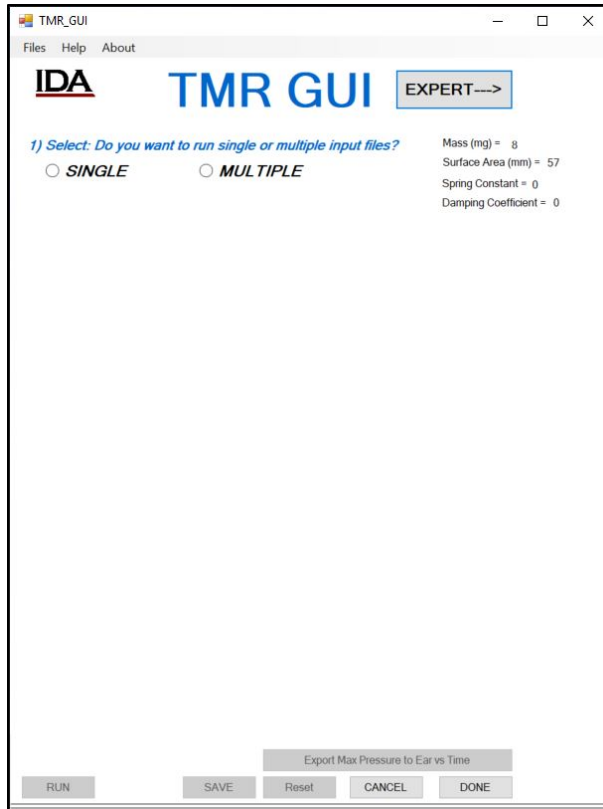 TMR_GUI
Files Help About
IDA
TMR GUI
EXPERT--->
1) Select: Do you want to run single or multiple input files?
SINGLE MULTIPLE
Mass (mg) = 8
Surface Area (mm) = 57
Spring Constant = 0
Damping Coefficient = 0
Export Max Pressure to Ear vs Time
RUN SAVE Reset CANCEL DONE